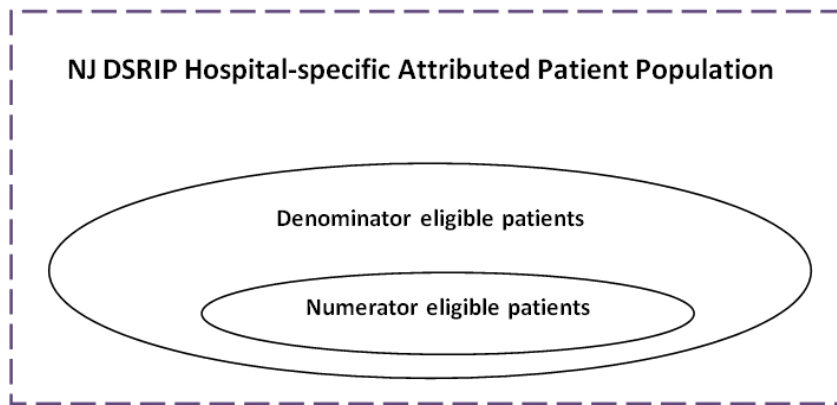 NJ DSRIP Hospital-specific Attributed Patient Population
Denominator eligible patients
Numerator eligible patients